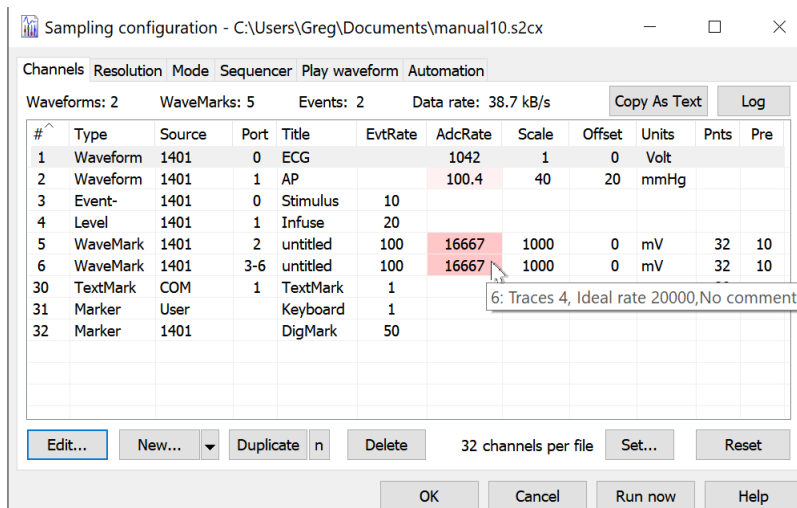 Sampling configuration - C:\Users\Greg\Documents\manual10.s2cx
Channels Resolution Mode Sequencer Play waveform Automation
Waveforms: 2 WaveMarks: 5 Events: 2 Data rate: 38.7 kB/s Copy As Text Log
# Type Source Port Title EvtRate AdcRate Scale Offset Units Pnts Pre
1 Waveform 1401 0 ECG 1042 1 0 Volt
2 Waveform 1401 1 AP 100.4 40 20 mmHg
3 Event- 1401 0 Stimulus 10
4 Level 1401 1 Infuse 20
5 WaveMark 1401 2 untitled 100 16667 1000 0 mV 32 10
6 WaveMark 1401 3-6 untitled 100 16667 1000 0 mV 32 10
30 TextMark COM 1 TextMark 1
6: Traces 4, Ideal rate 20000,No comment
31 Marker User Keyboard 1
32 Marker 1401 DigMark 50
Edit... New... Duplicate n Delete 32 channels per file Set... Reset
OK Cancel Run now Help